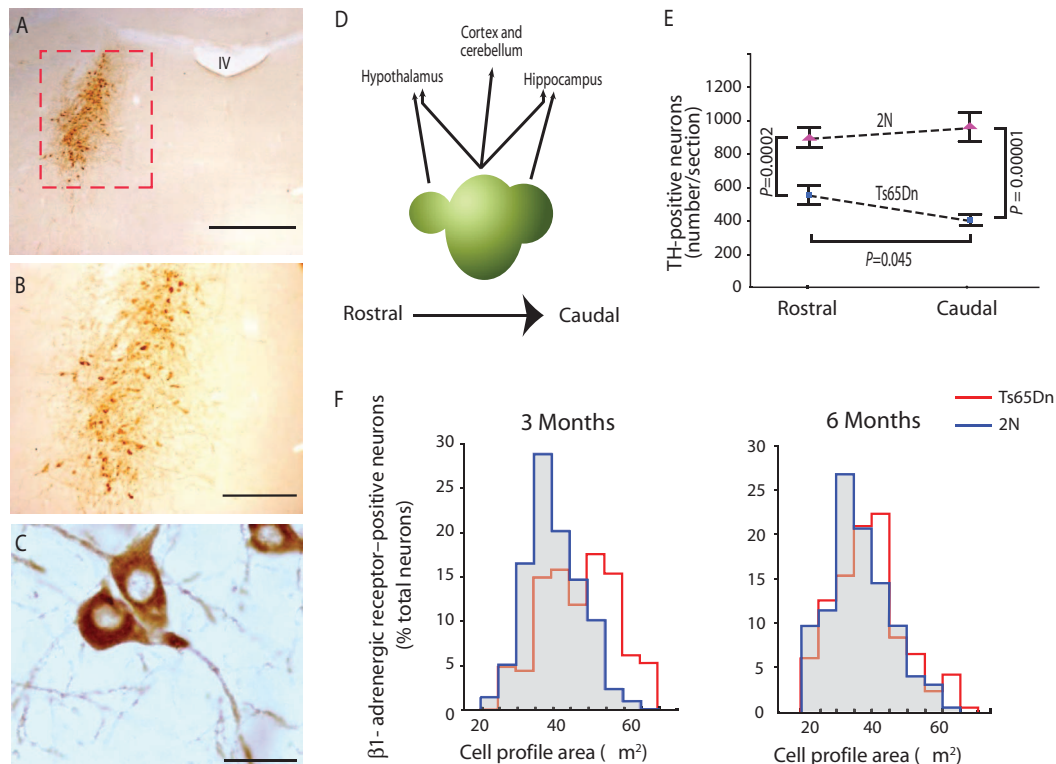 A
IV
B
C
D
Cortex and
cerebellum
Hypothalamus
Hippocampus
Rostral
Caudal
E
TH-positive neurons
(number/section)
1000
800
600
400
200
0
2N
Ts65Dn
P=0.0002
P = 0.00001
P=0.045
Rostral
Caudal
F
Ts65Dn
2N
β1- adrenergic receptor–positive neurons
(% total neurons)
3 Months
30
25
20
15
10
5
0
20
40
60
Cell profile area ( m²)
6 Months
30
25
20
15
10
5
0
20
40
60
Cell profile area ( m²)